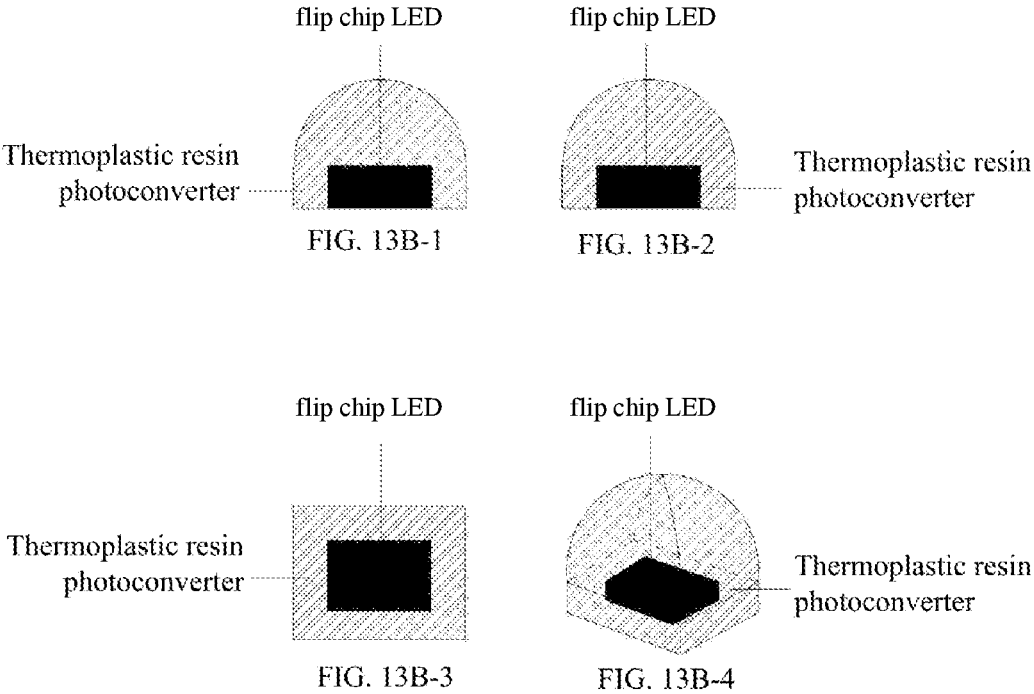 flip chip LED
flip chip LED
Thermoplastic resin
photoconverter
Thermoplastic resin
photoconverter
FIG. 13B-1
FIG. 13B-2
flip chip LED
flip chip LED
Thermoplastic resin
photoconverter
Thermoplastic resin
photoconverter
FIG. 13B-3
FIG. 13B-4